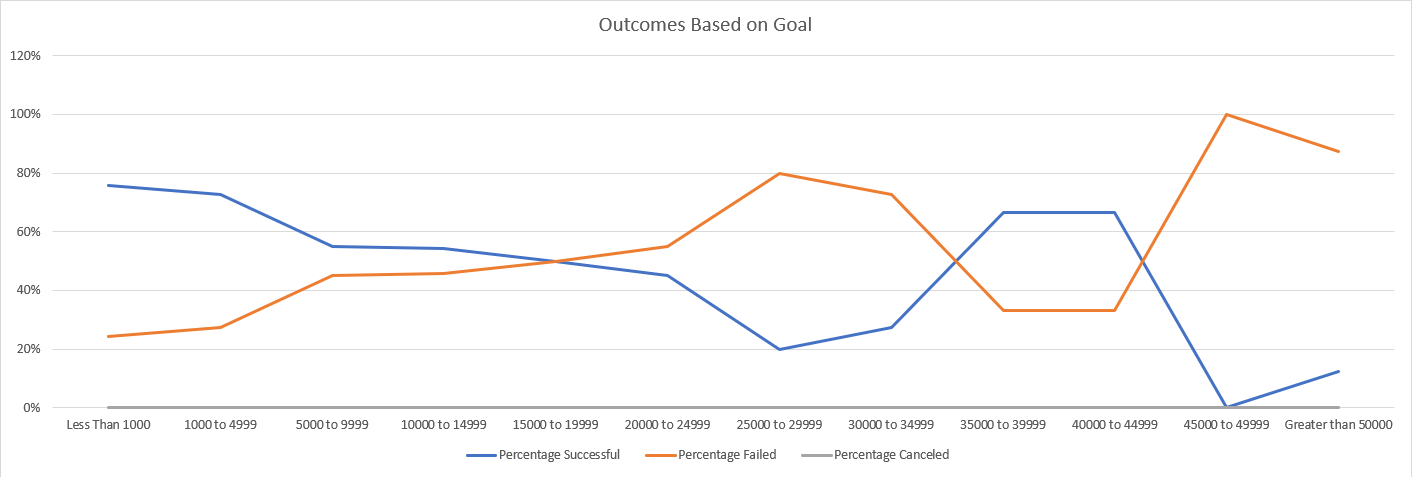 Outcomes Based on Goal
120%
100%
80%
60%
40%
20%
0%
Less Than 1000 1000 to 4999 5000 to 9999 10000 to 14999 15000 to 19999 20000 to 24999 25000 to 29999 30000 to 34999 35000 to 39999 40000 to 44999 45000 to 49999 Greater than 50000
Percentage Successful Percentage Failed Percentage Canceled